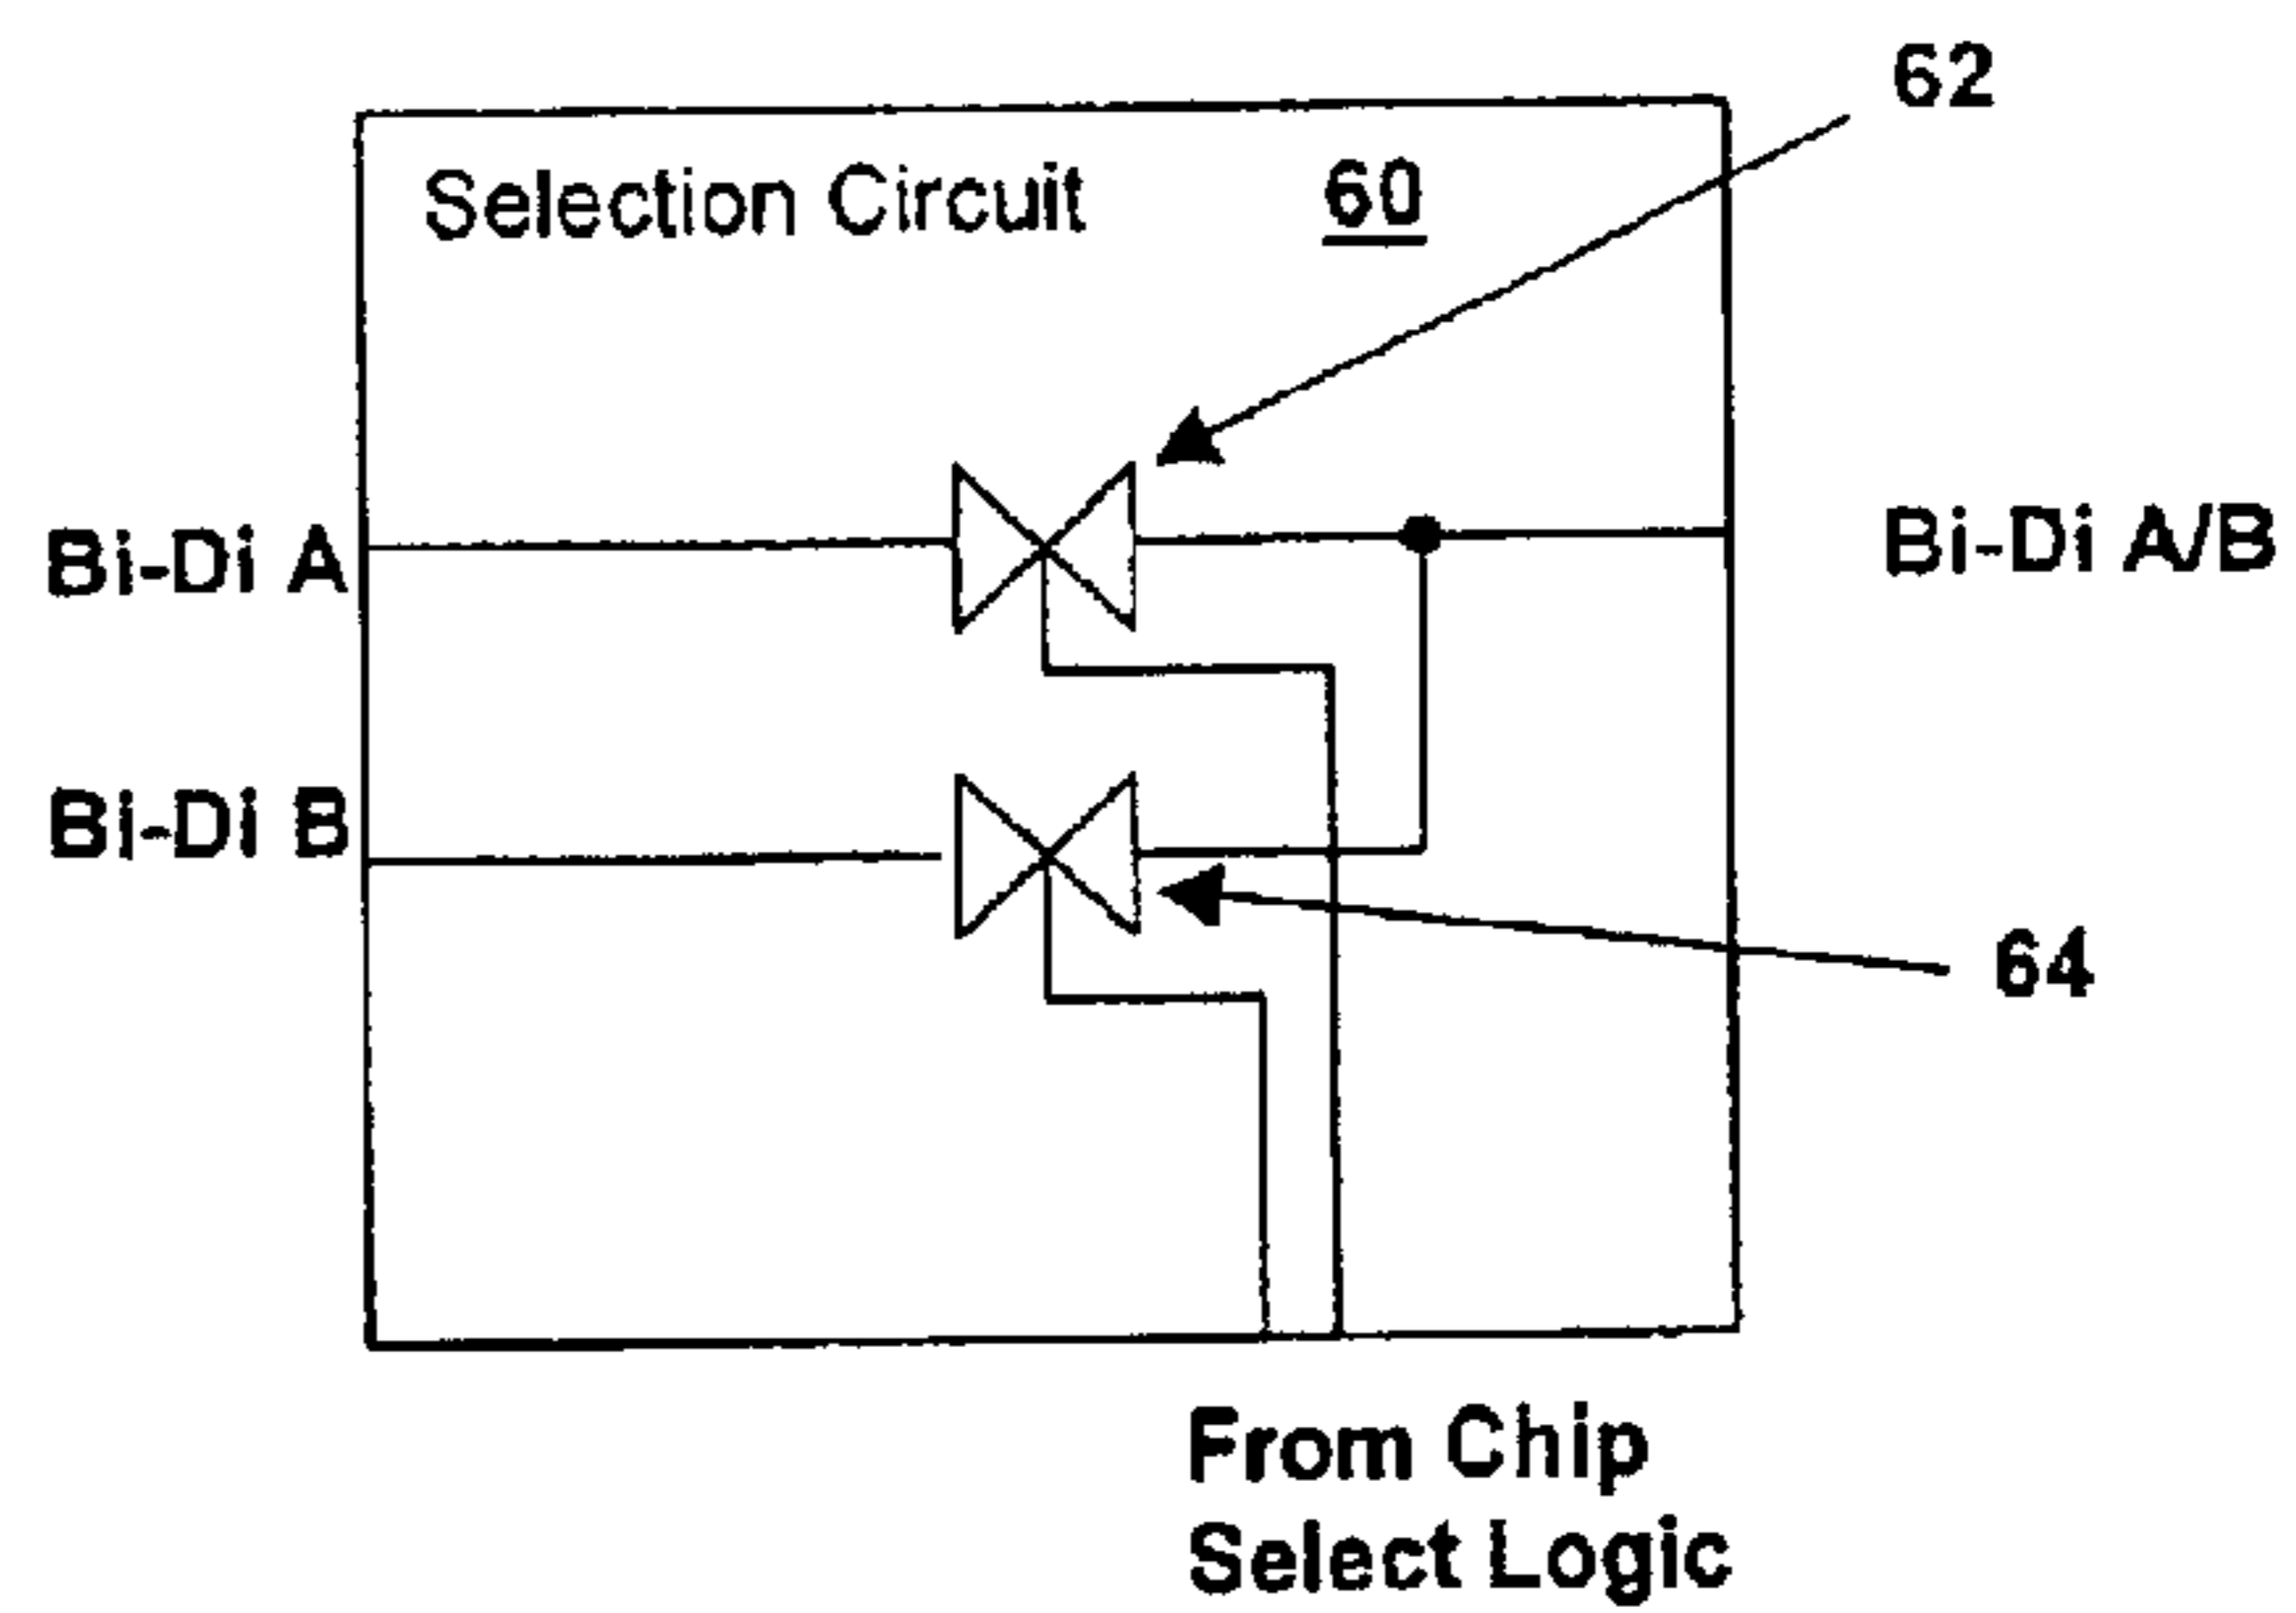 62
Selection Circuit 60
Bi-Di A
Bi-Di A/B
Bi-Di B
64
From Chip
Select Logic